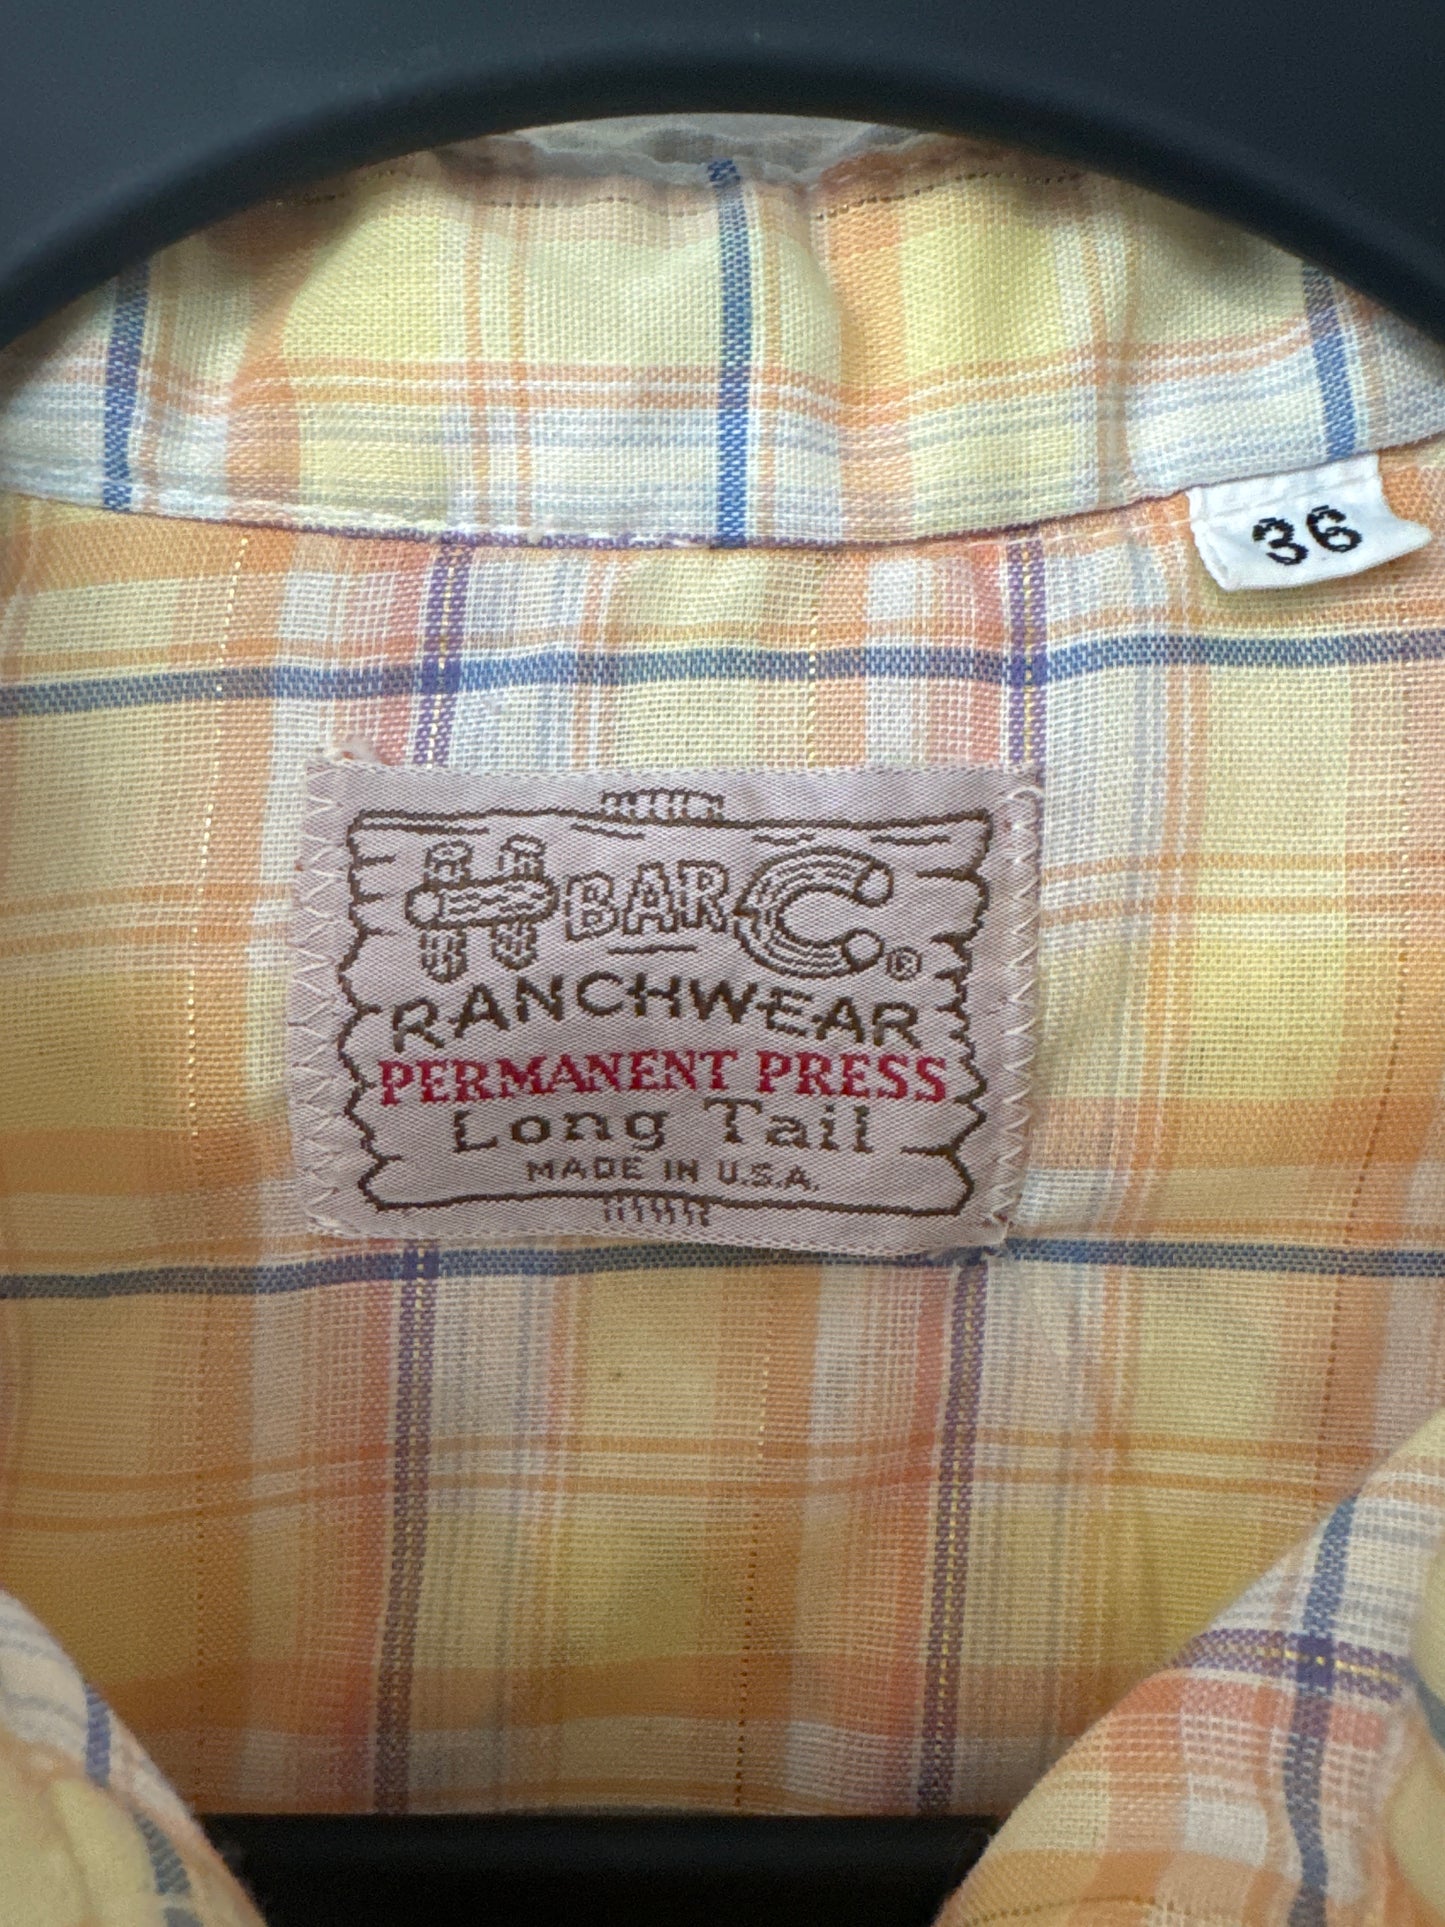 36
H BAR C®
RANCHWEAR
PERMANENT PRESS
Long Tail
MADE IN U.S.A.